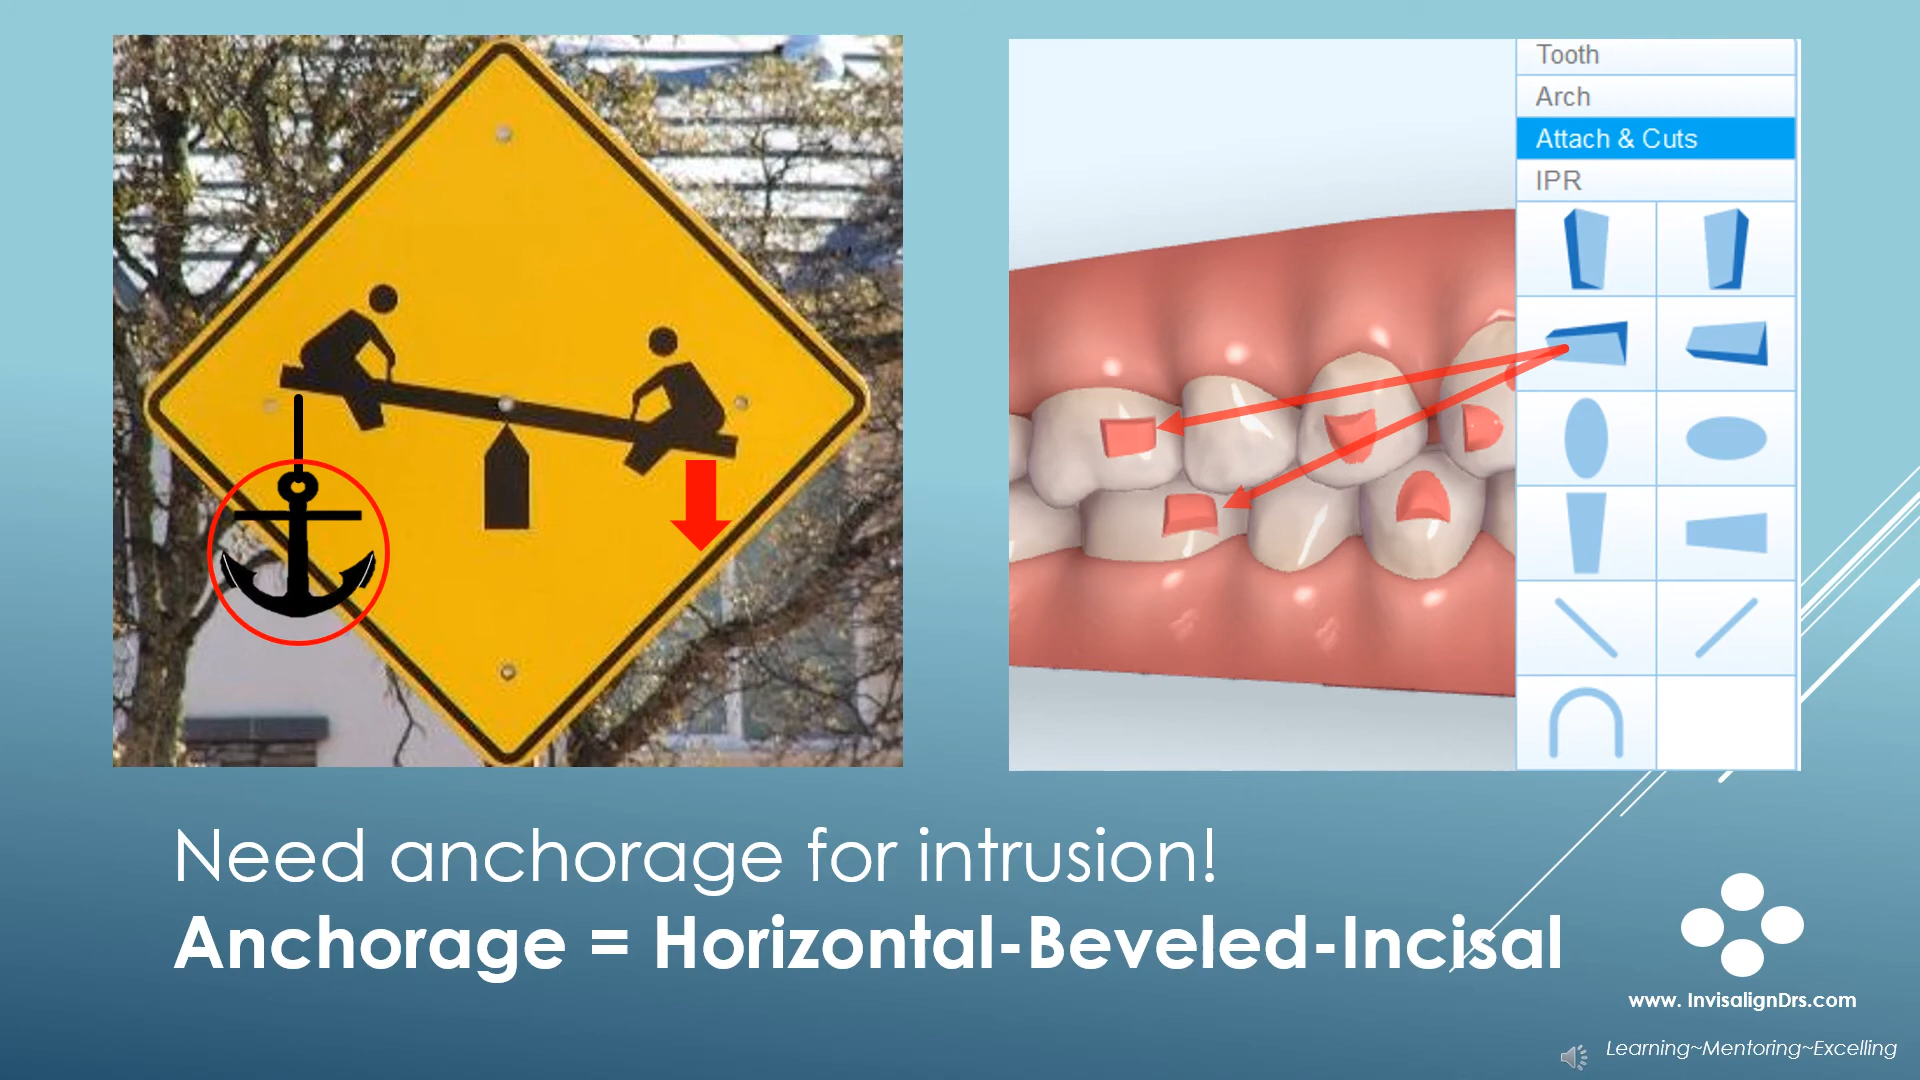 Tooth
Arch
Attach & Cuts
IPR
Need anchorage for intrusion!
Anchorage = Horizontal-Beveled-Incisal
www. InvisalignDrs.com
Learning~Mentoring~Excelling